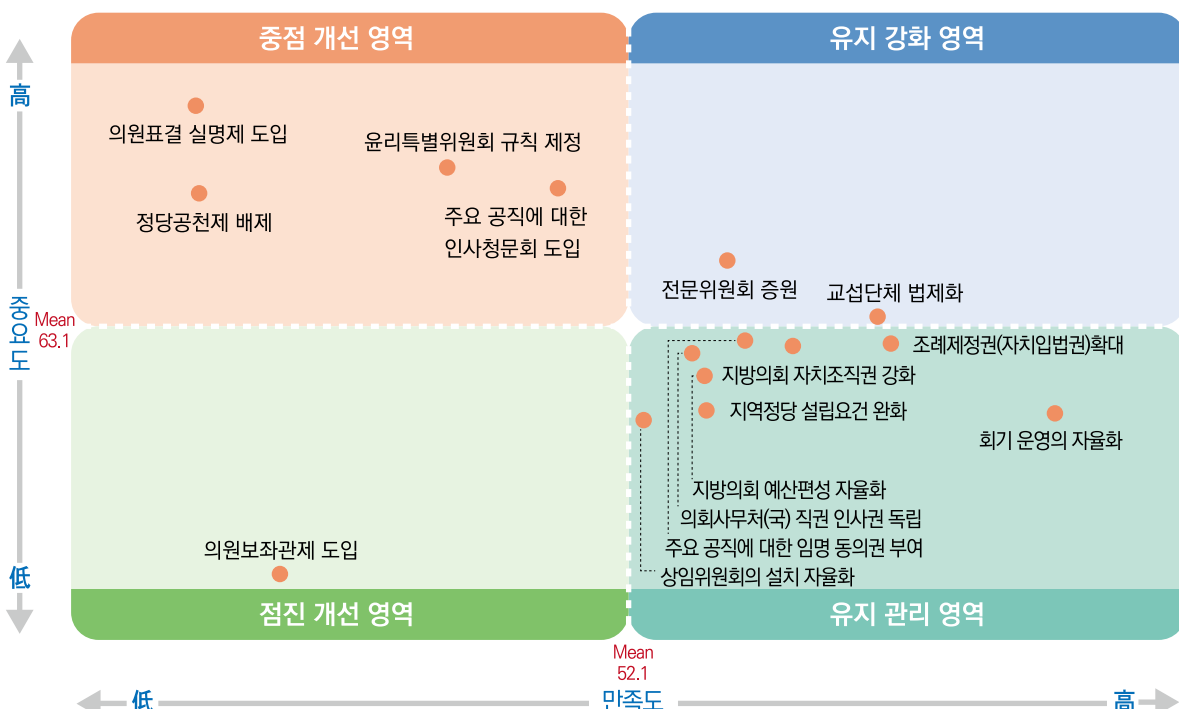 중점 개선 영역
유지 강화 영역
高
의원표결 실명제 도입
윤리특별위원회 규칙 제정
정당공천제 배제
주요 공직에 대한
인사청문회 도입
전문위원회 증원
교섭단체 법제화
중요도
Mean
63.1
조례제정권(자치입법권)확대
지방의회 자치조직권 강화
지역정당 설립요건 완화
회기 운영의 자율화
지방의회 예산편성 자율화
의회사무처(국) 직권 인사권 독립
주요 공직에 대한 임명 동의권 부여
상임위원회의 설치 자율화
의원보좌관제 도입
低
점진 개선 영역
유지 관리 영역
Mean
52.1
低
만족도
高